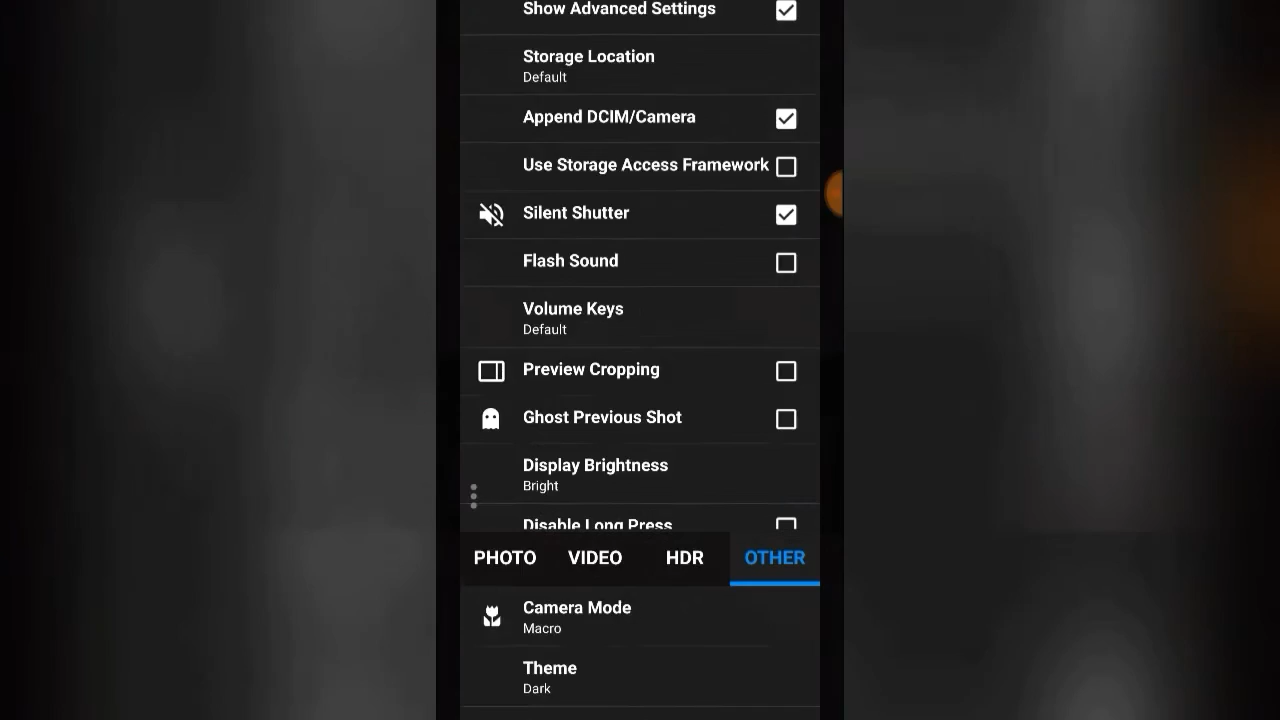 Show Advanced Settings
Storage Location
Default
Append DCIM/Camera
Use Storage Access Framework
Silent Shutter
Flash Sound
Volume Keys
Default
Preview Cropping
Ghost Previous Shot
Display Brightness
Bright
Disable Long Press
PHOTO VIDEO HDR OTHER
Camera Mode
Macro
Theme
Dark